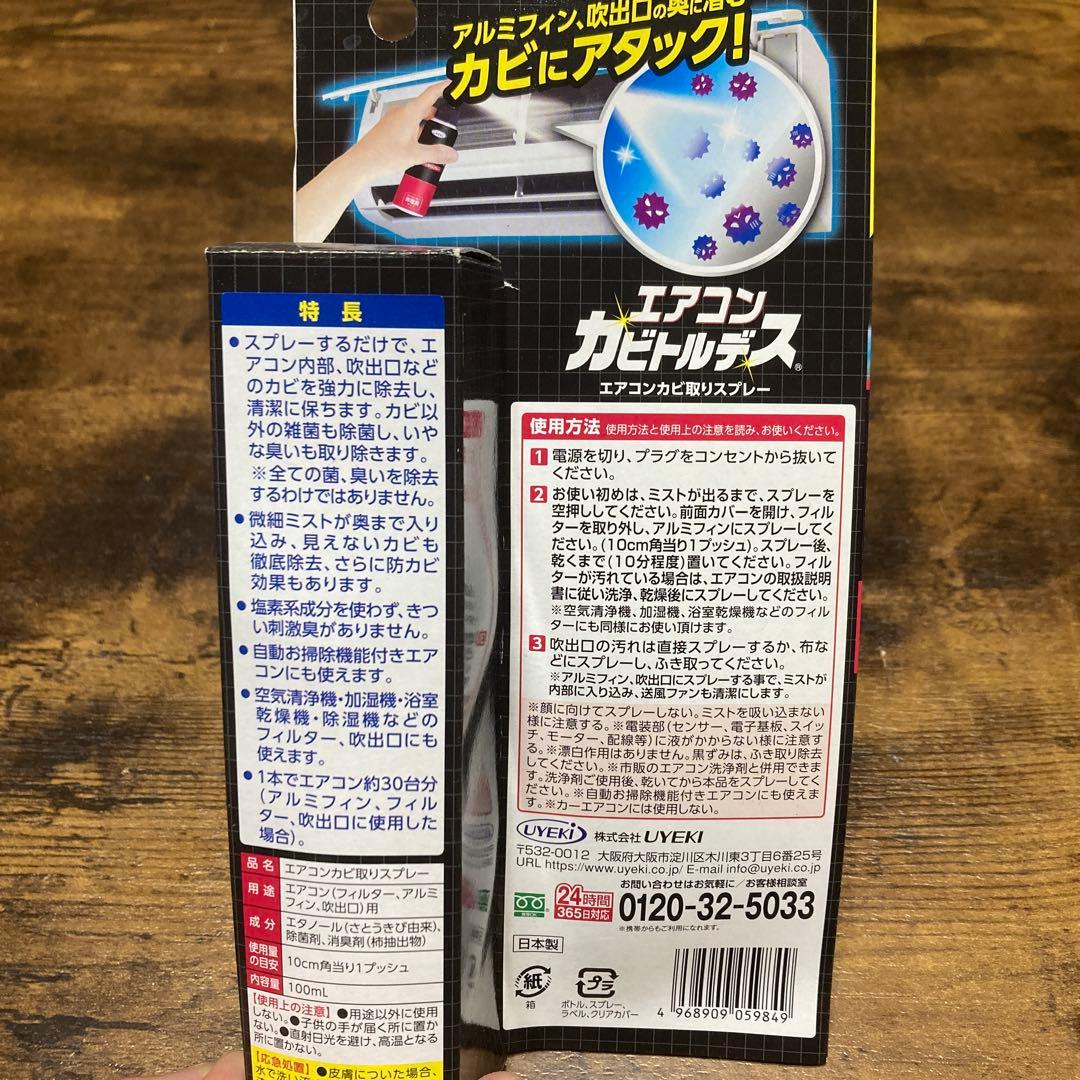 アルミフィン、吹出口の奥に潜む
カビにアタック!
エアコン
カビトルデス®
エアコンカビ取りスプレー
特長
●スプレーするだけで、エ
アコン内部、吹出口など
のカビを強力に除去し、
清潔に保ちます。カビ以
外の雑菌も除菌し、いや
な臭いも取り除きます。
※全ての菌、臭いを除去
するわけではありません。
●微細ミストが奥まで入り
込み、見えないカビも
徹底除去、さらに防カビ
効果もあります。
●塩素系成分を使わず、きつ
い刺激臭がありません。
●自動お掃除機能付きエア
コンにも使えます。
●空気清浄機・加湿機・浴室
乾燥機・除湿機などの
フィルター、吹出口にも
使えます。
●1本でエアコン約30台分
(アルミフィン、フィル
ター、吹出口に使用した
場合)。
品名 エアコンカビ取りスプレー
用途 エアコン(フィルター、アルミ
フィン、吹出口)用
成分 エタノール(さとうきび由来)、
除菌剤、消臭剤(柿抽出物)
使用量
の目安 10cm角当り1プッシュ
内容量 100mL
【使用上の注意】●用途以外に使用
しない。●子供の手が届く所に置か
ない。●直射日光を避け、高温となる
所に置かない。
【応急処置】●皮膚についた場合、
使用方法 使用方法と使用上の注意を読み、お使いください。
1 電源を切り、プラグをコンセントから抜いて
ください。
2 お使い初めは、ミストが出るまで、スプレーを
空押ししてください。前面カバーを開け、フィル
ターを取り外し、アルミフィンにスプレーしてく
ださい。(10cm角当り1プッシュ)。スプレー後、
乾くまで(10分程度)置いてください。フィル
ターが汚れている場合は、エアコンの取扱説明
書に従い洗浄、乾燥後にスプレーしてください。
※空気清浄機、加湿機、浴室乾燥機などのフィル
ターにも同様にお使い頂けます。
3 吹出口の汚れは直接スプレーするか、布な
どにスプレーし、ふき取ってください。
※アルミフィン、吹出口にスプレーする事で、ミストが
内部に入り込み、送風ファンも清潔にします。
※顔に向けてスプレーしない。ミストを吸い込まない
様に注意する。※電装部(センサー、電子基板、スイッ
チ、モーター、配線等)に液がかからない様に注意す
る。※漂白作用はありません。黒ずみは、ふき取り除去
してください。※市販のエアコン洗浄剤と併用できま
す。洗浄剤ご使用後、乾いてから本品をスプレーしてく
ださい。※自動お掃除機能付きエアコンにも使えま
す。※カーエアコンには使用しない。
UYEKI 株式会社UYEKI
〒532-0012 大阪府大阪市淀川区木川東3丁目6番25号
URL https://www.uyeki.co.jp/ E-mail info@uyeki.co.jp
お問い合わせはお気軽に/お客様相談室
24時間
365日対応
0120-32-5033
※携帯からもご利用になれます。
日本製
紙
箱
プラ
ボトル、スプレー、
ラベル、クリアカバー
4 968909 059849